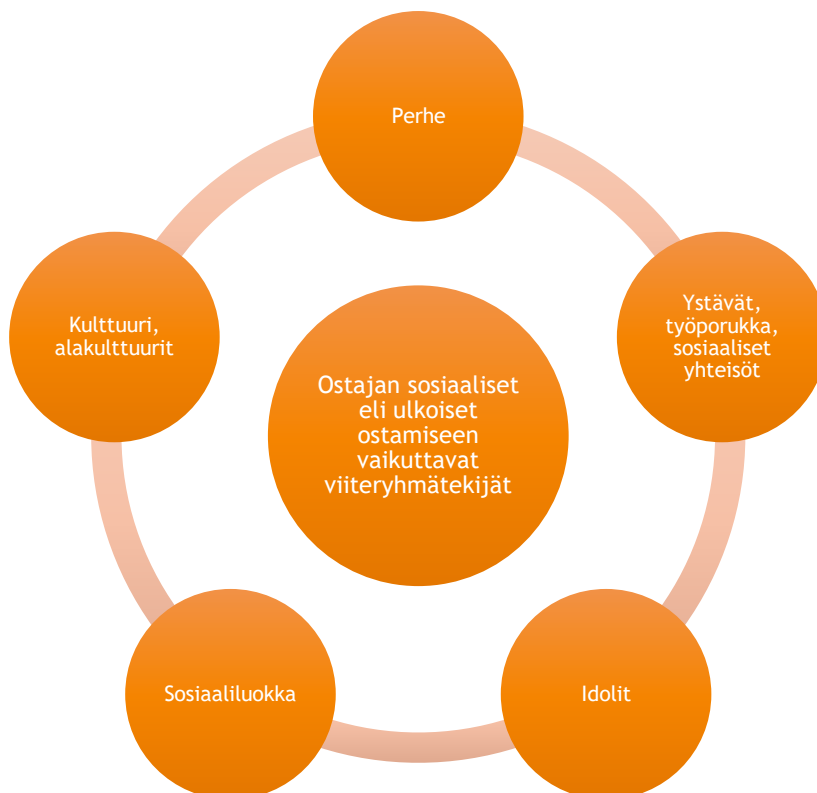 Perhe
Ystävät,
työporukka,
sosiaaliset
yhteisöt
Kulttuuri,
alakulttuurit
Ostajan sosiaaliset
eli ulkoiset
ostamiseen
vaikuttavat
viiteryhmätekijät
Sosiaaliluokka
Idolit